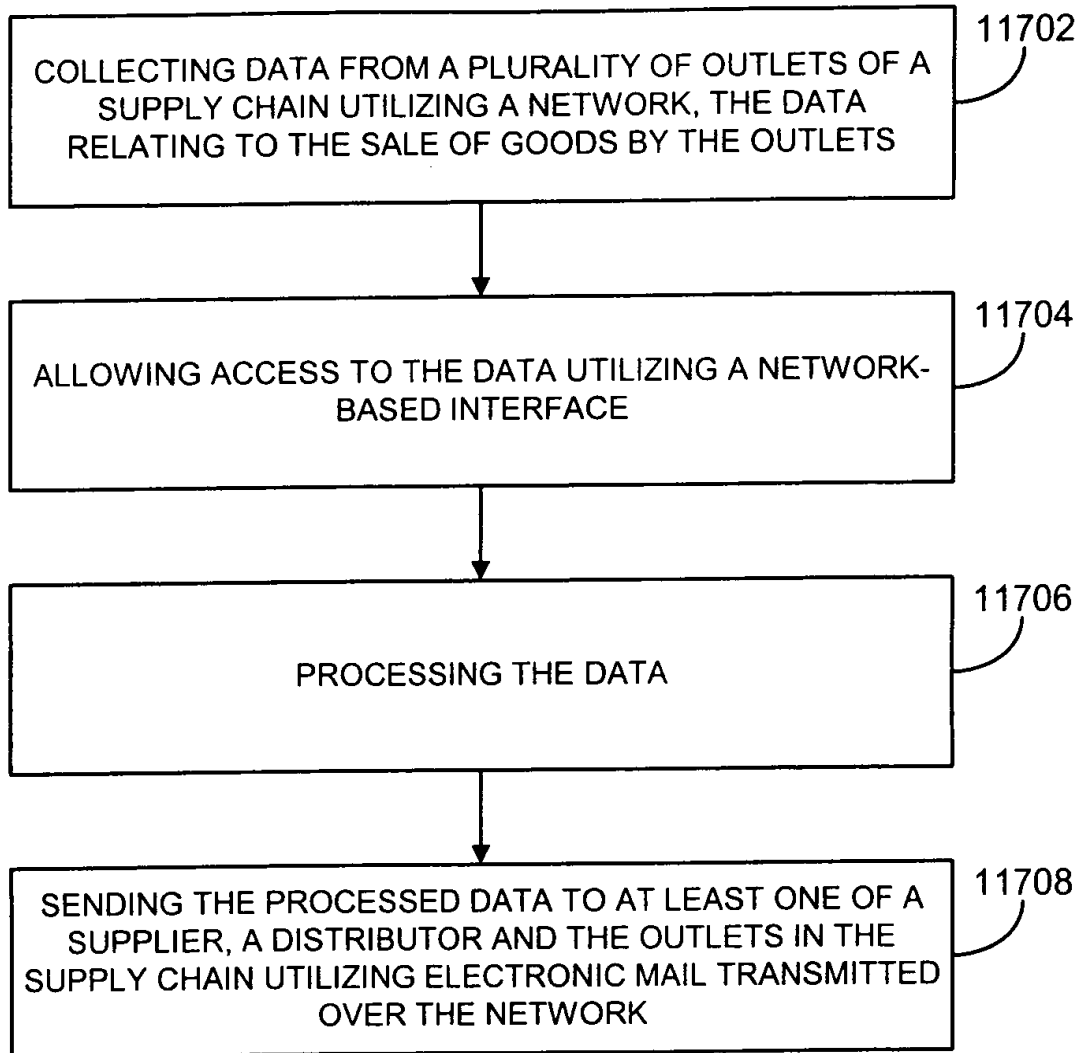 11702
COLLECTING DATA FROM A PLURALITY OF OUTLETS OF A
SUPPLY CHAIN UTILIZING A NETWORK, THE DATA
RELATING TO THE SALE OF GOODS BY THE OUTLETS
11704
ALLOWING ACCESS TO THE DATA UTILIZING A NETWORK-
BASED INTERFACE
11706
PROCESSING THE DATA
11708
SENDING THE PROCESSED DATA TO AT LEAST ONE OF A
SUPPLIER, A DISTRIBUTOR AND THE OUTLETS IN THE
SUPPLY CHAIN UTILIZING ELECTRONIC MAIL TRANSMITTED
OVER THE NETWORK